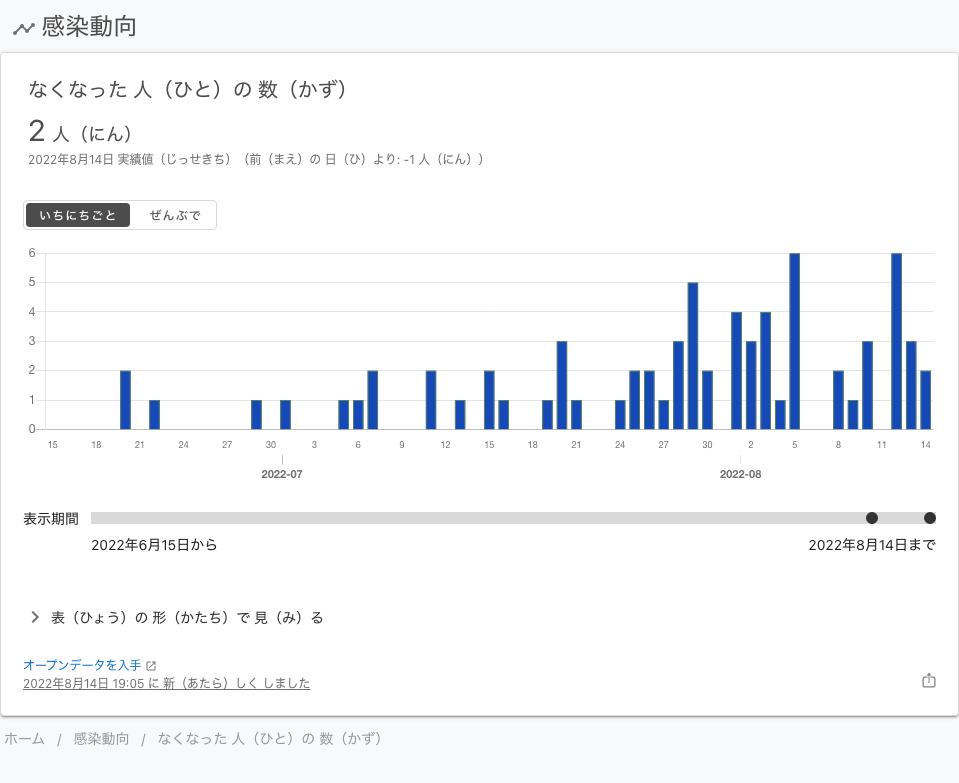 感染動向
なくなった 人（ひと）の 数（かず）
2 人（にん）
2022年8月14日 実績値（じっせきち）（前（まえ）の 日（ひ）より: -1 人（にん））
いちにちごと ぜんぶで
6
5
4
3
2
1
0
15 18 21 24 27 30 3 6 9 12 15 18 21 24 27 30 2 5 8 11 14
2022-07 2022-08
表示期間
2022年6月15日から 2022年8月14日まで
表（ひょう）の 形（かたち）で 見（み）る
オープンデータを入手
2022年8月14日 19:05 に 新（あたら）しく しました
ホーム / 感染動向 / なくなった 人（ひと）の 数（かず）